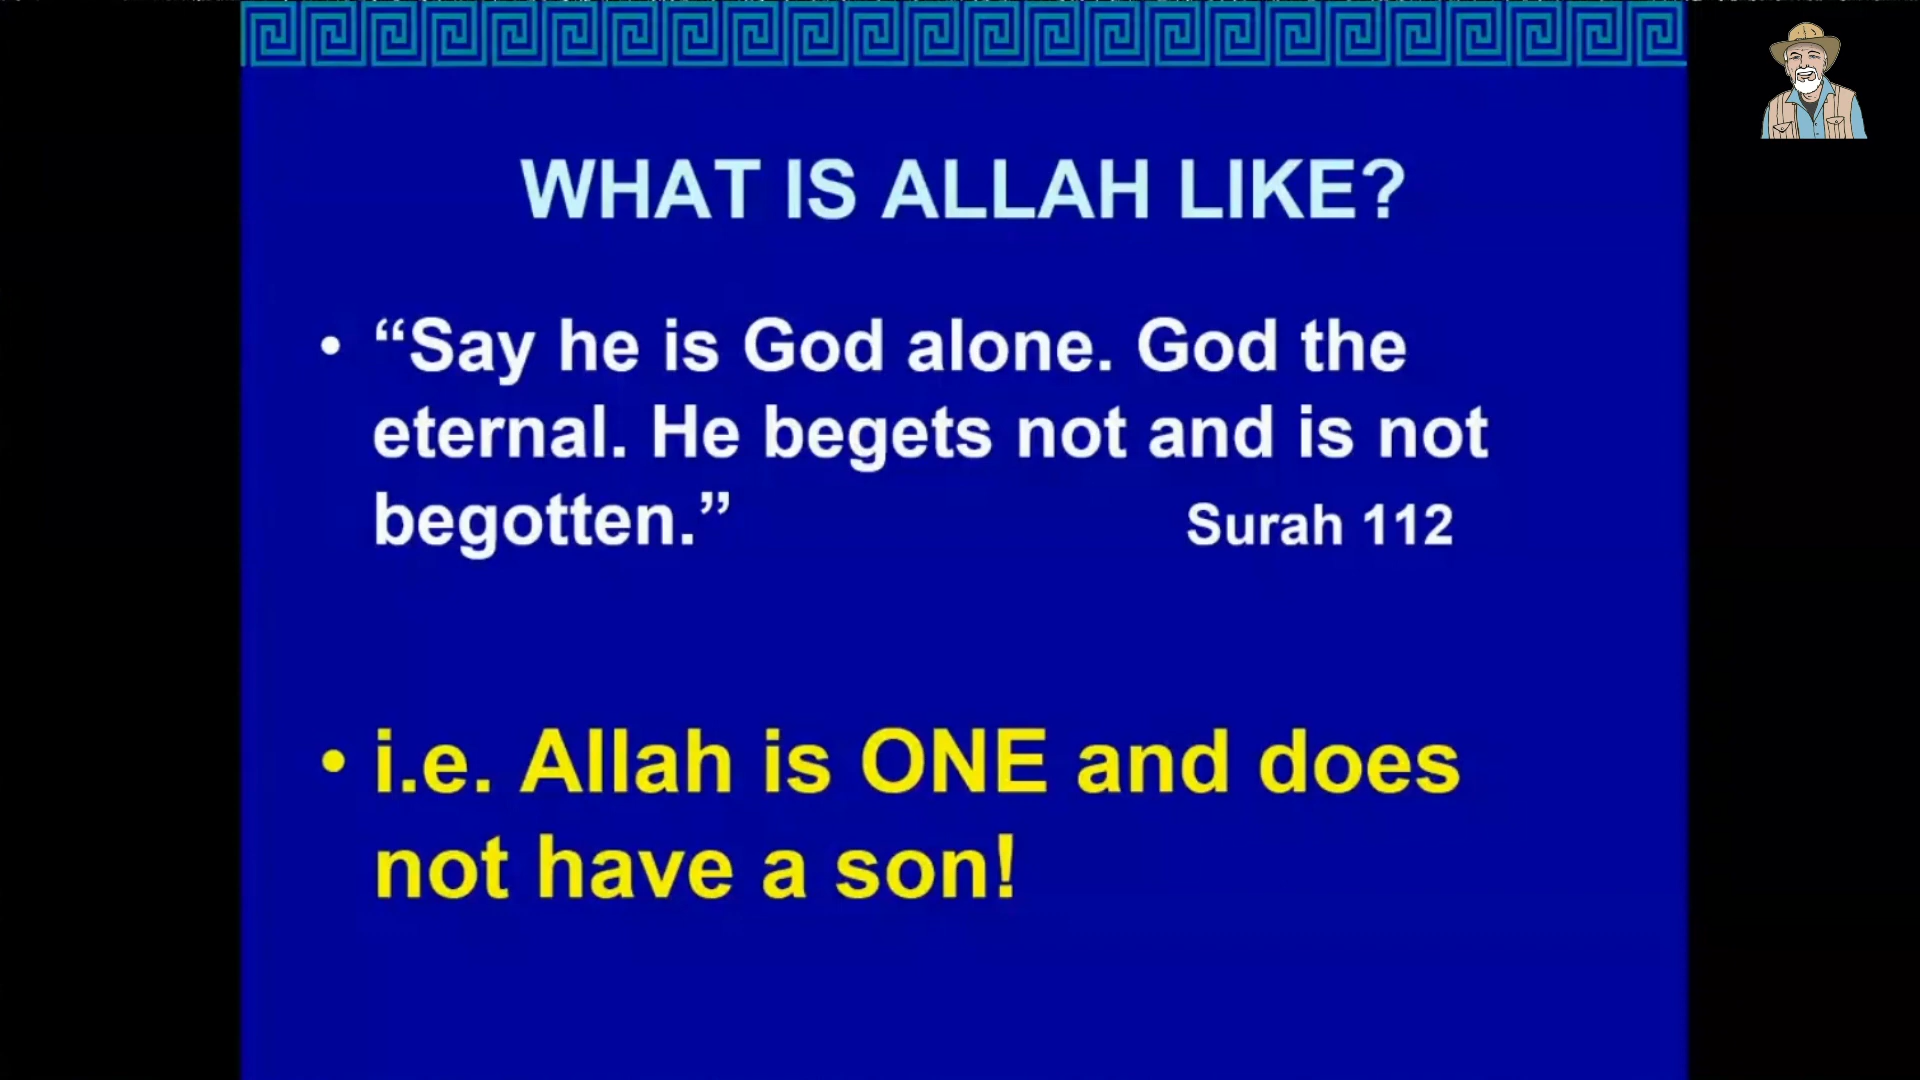 WHAT IS ALLAH LIKE?
• “Say he is God alone. God the
eternal. He begets not and is not
begotten.” Surah 112
• i.e. Allah is ONE and does
not have a son!